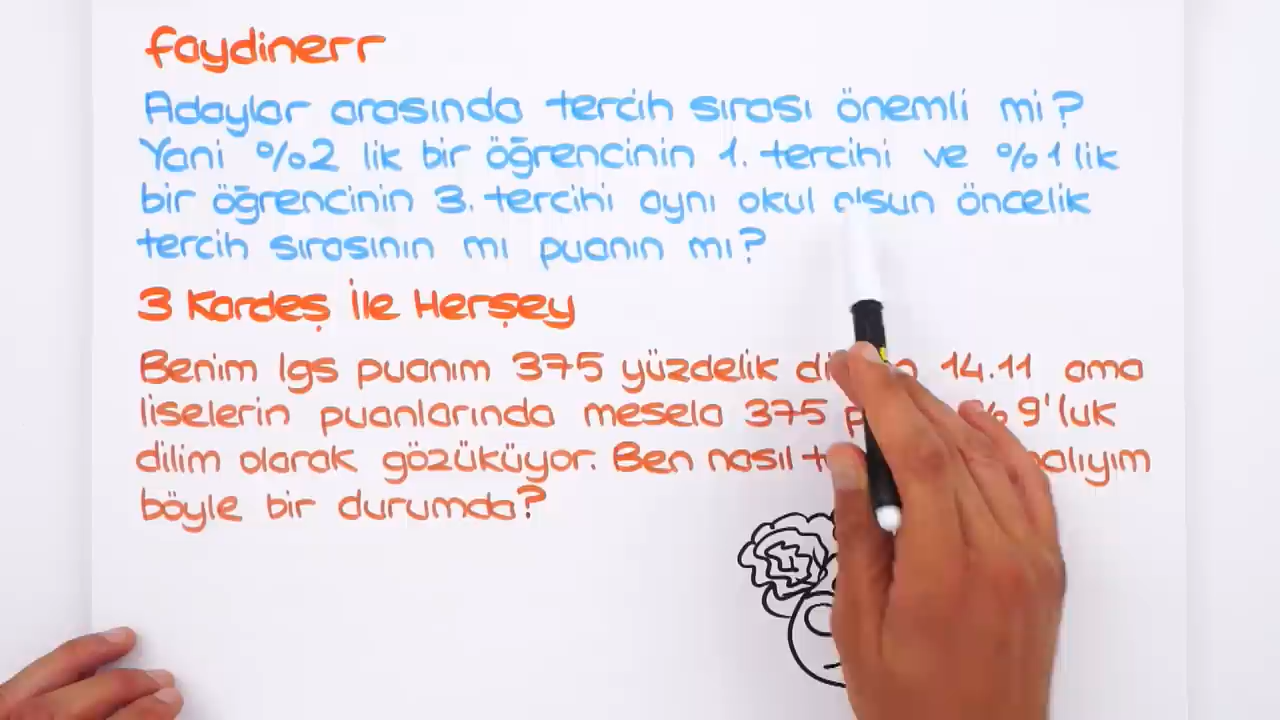 faydinerr
Adaylar arasında tercih sırası önemli mi?
Yani %2 lik bir öğrencinin 1. tercihi ve %1 lik
bir öğrencinin 3. tercihi aynı okul olsun öncelik
tercih sırasının mı puanın mı?
3 Kardeş İle Herşey
Benim lgs puanım 375 yüzdelik 14.11 ama
liselerin puanlarında mesela 375 9'luk
dilim olarak gözüküyor. Ben nasıl
böyle bir durumda?